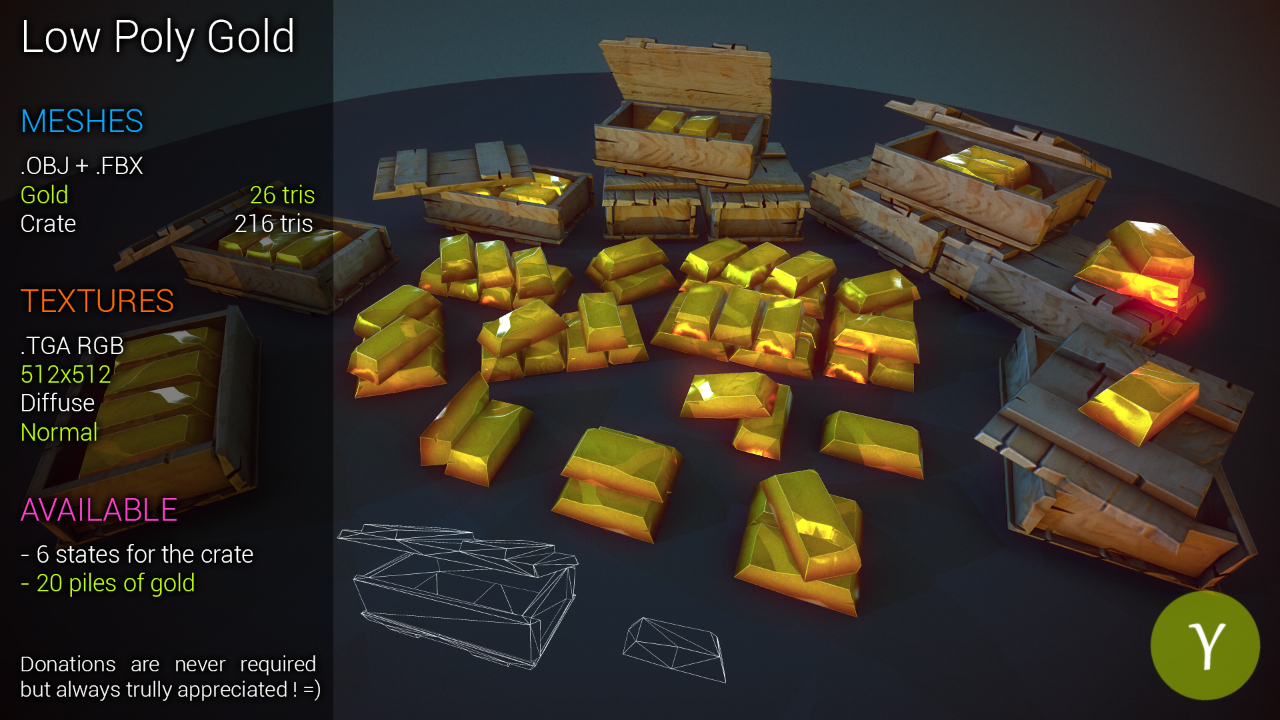 Low Poly Gold
MESHES
.OBJ + .FBX
Gold 26 tris
Crate 216 tris
TEXTURES
.TGA RGB
512x512
Diffuse
Normal
AVAILABLE
- 6 states for the crate
- 20 piles of gold
Donations are never required
but always trully appreciated ! =)
Y